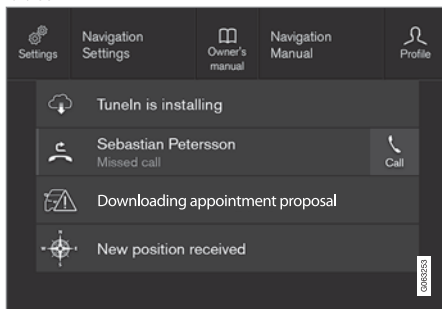 Settings
Navigation
Settings
Owner's
manual
Navigation
Manual
Profile
TuneIn is installing
Sebastian Petersson
Missed call
Call
Downloading appointment proposal
New position received
G063253